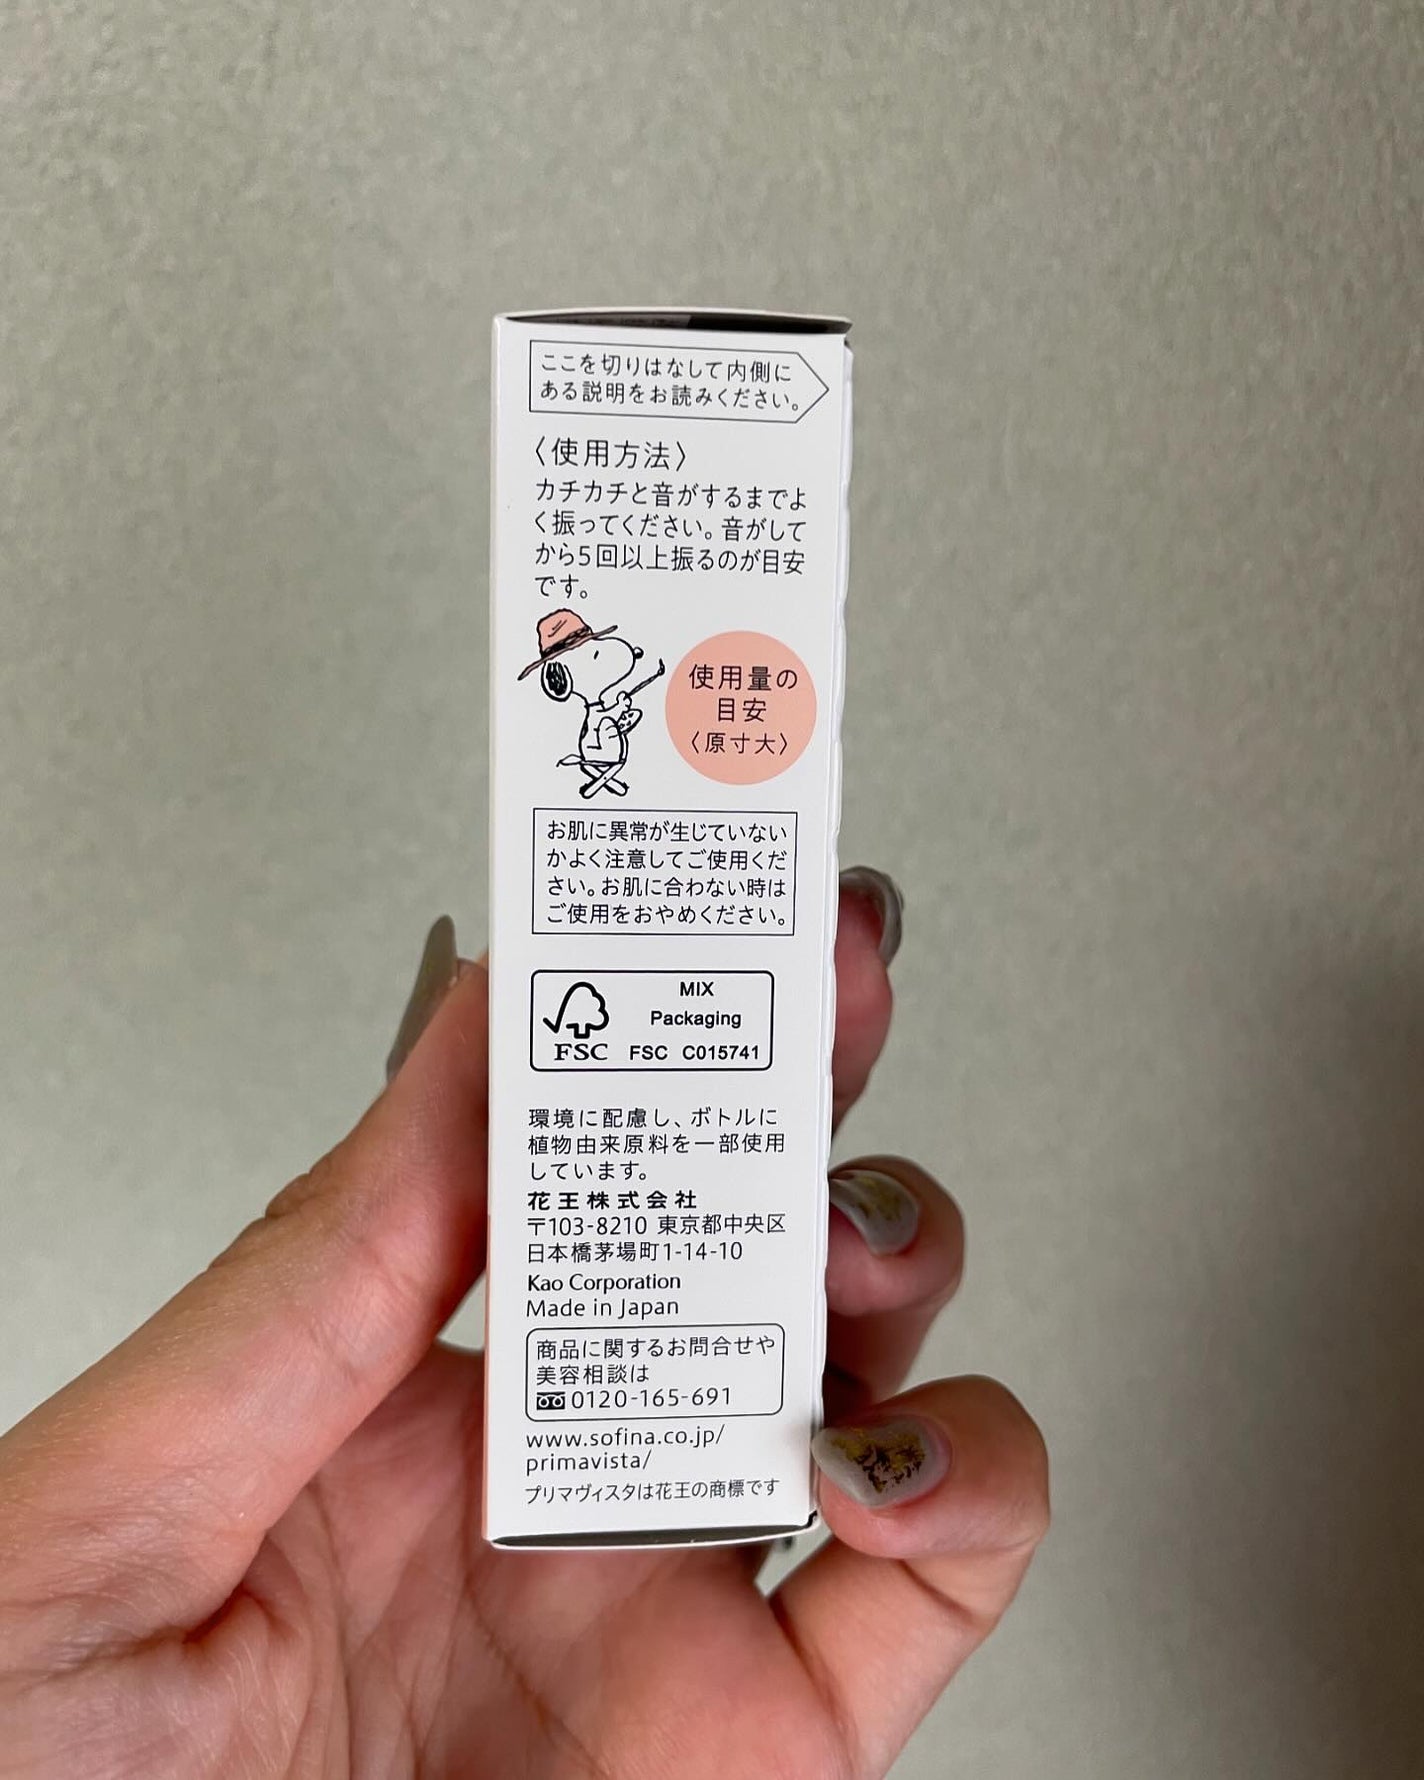 ここを切りはなして内側に
ある説明をお読みください。
〈使用方法〉
カチカチと音がするまでよ
く振ってください。音がして
から5回以上振るのが目安
です。
使用量の
目安
〈原寸大〉
お肌に異常が生じていない
かよく注意してご使用くだ
さい。お肌に合わない時は
ご使用をおやめください。
MIX
Packaging
FSC FSC C015741
環境に配慮し、ボトルに
植物由来原料を一部使用
しています。
花王株式会社
〒103-8210 東京都中央区
日本橋茅場町1-14-10
Kao Corporation
Made in Japan
商品に関するお問合せや
美容相談は
0120-165-691
www.sofina.co.jp/
primavista/
プリマヴィスタは花王の商標です